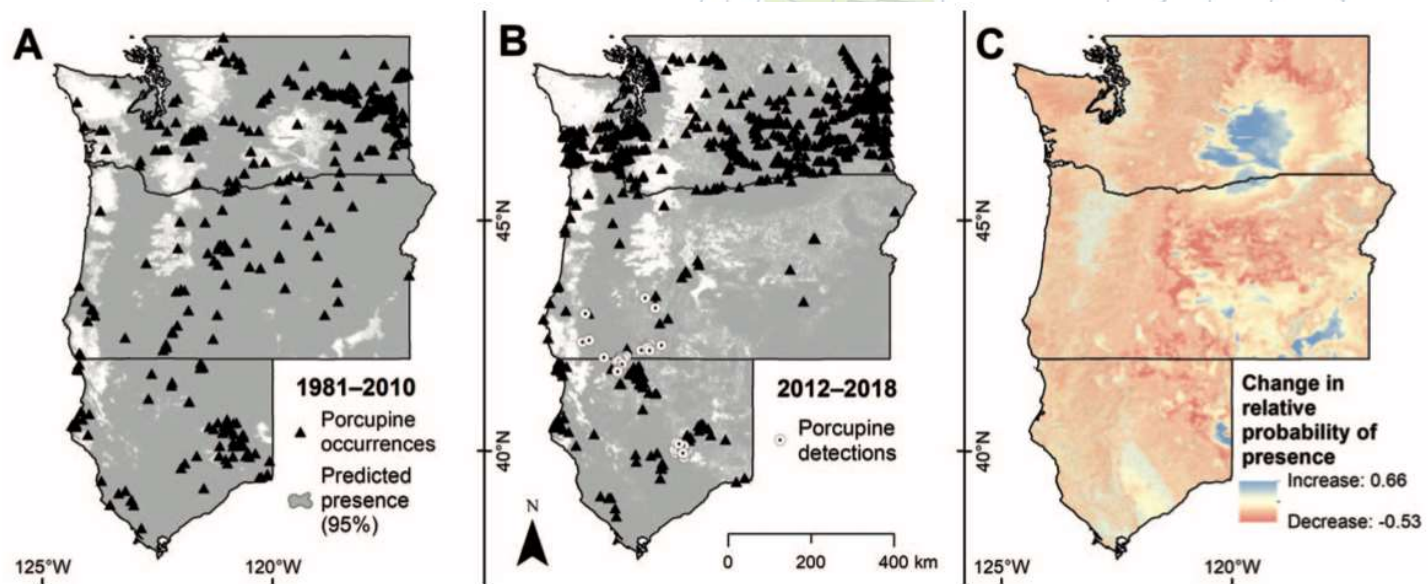 A
1981–2010
Porcupine
occurrences
Predicted
presence
(95%)
125°W
120°W
B
45°N
40°N
2012–2018
Porcupine
detections
N
0
200
400 km
C
45°N
40°N
Change in
relative
probability of
presence
Increase: 0.66
Decrease: -0.53
125°W
120°W